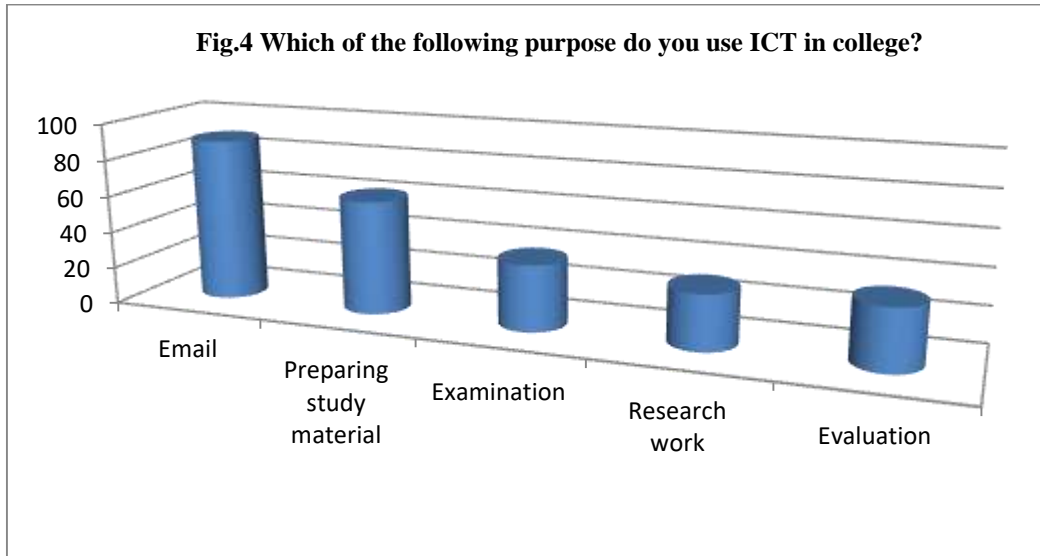 Fig.4 Which of the following purpose do you use ICT in college?
100
80
60
40
20
0
Email
Preparing
study
material
Examination
Research
work
Evaluation